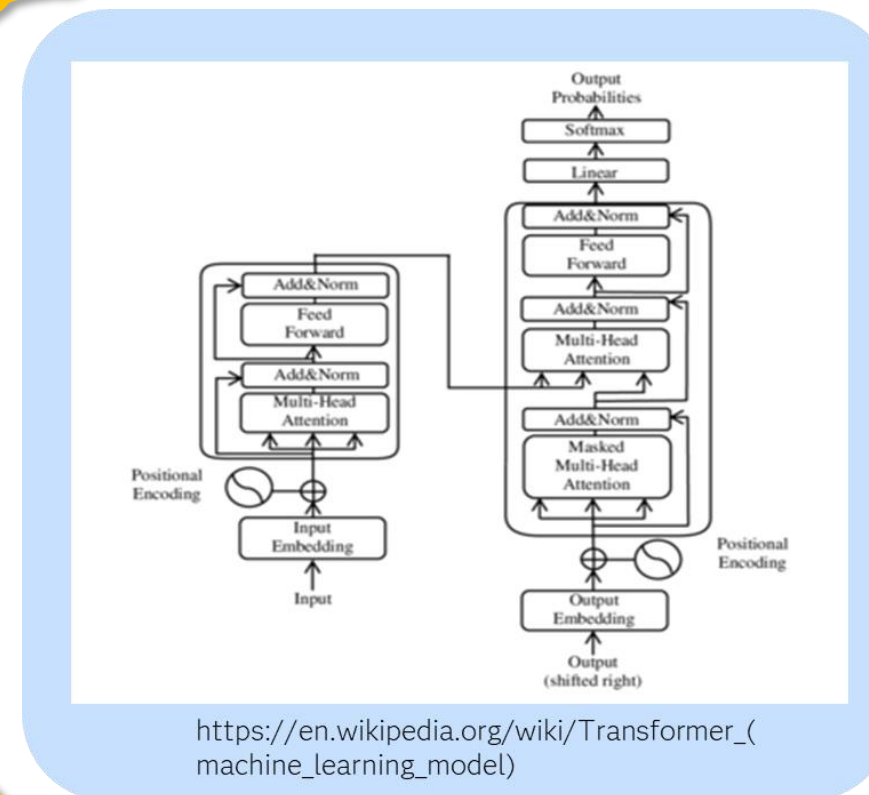 Output
Probabilities
Softmax
Linear
Add&Norm
Feed
Forward
Add&Norm
Multi-Head
Attention
Add&Norm
Masked
Multi-Head
Attention
Positional
Encoding
Output
Embedding
Output
(shifted right)
Add&Norm
Feed
Forward
Add&Norm
Multi-Head
Attention
Positional
Encoding
Input
Embedding
Input
https://en.wikipedia.org/wiki/Transformer_(
machine_learning_model)